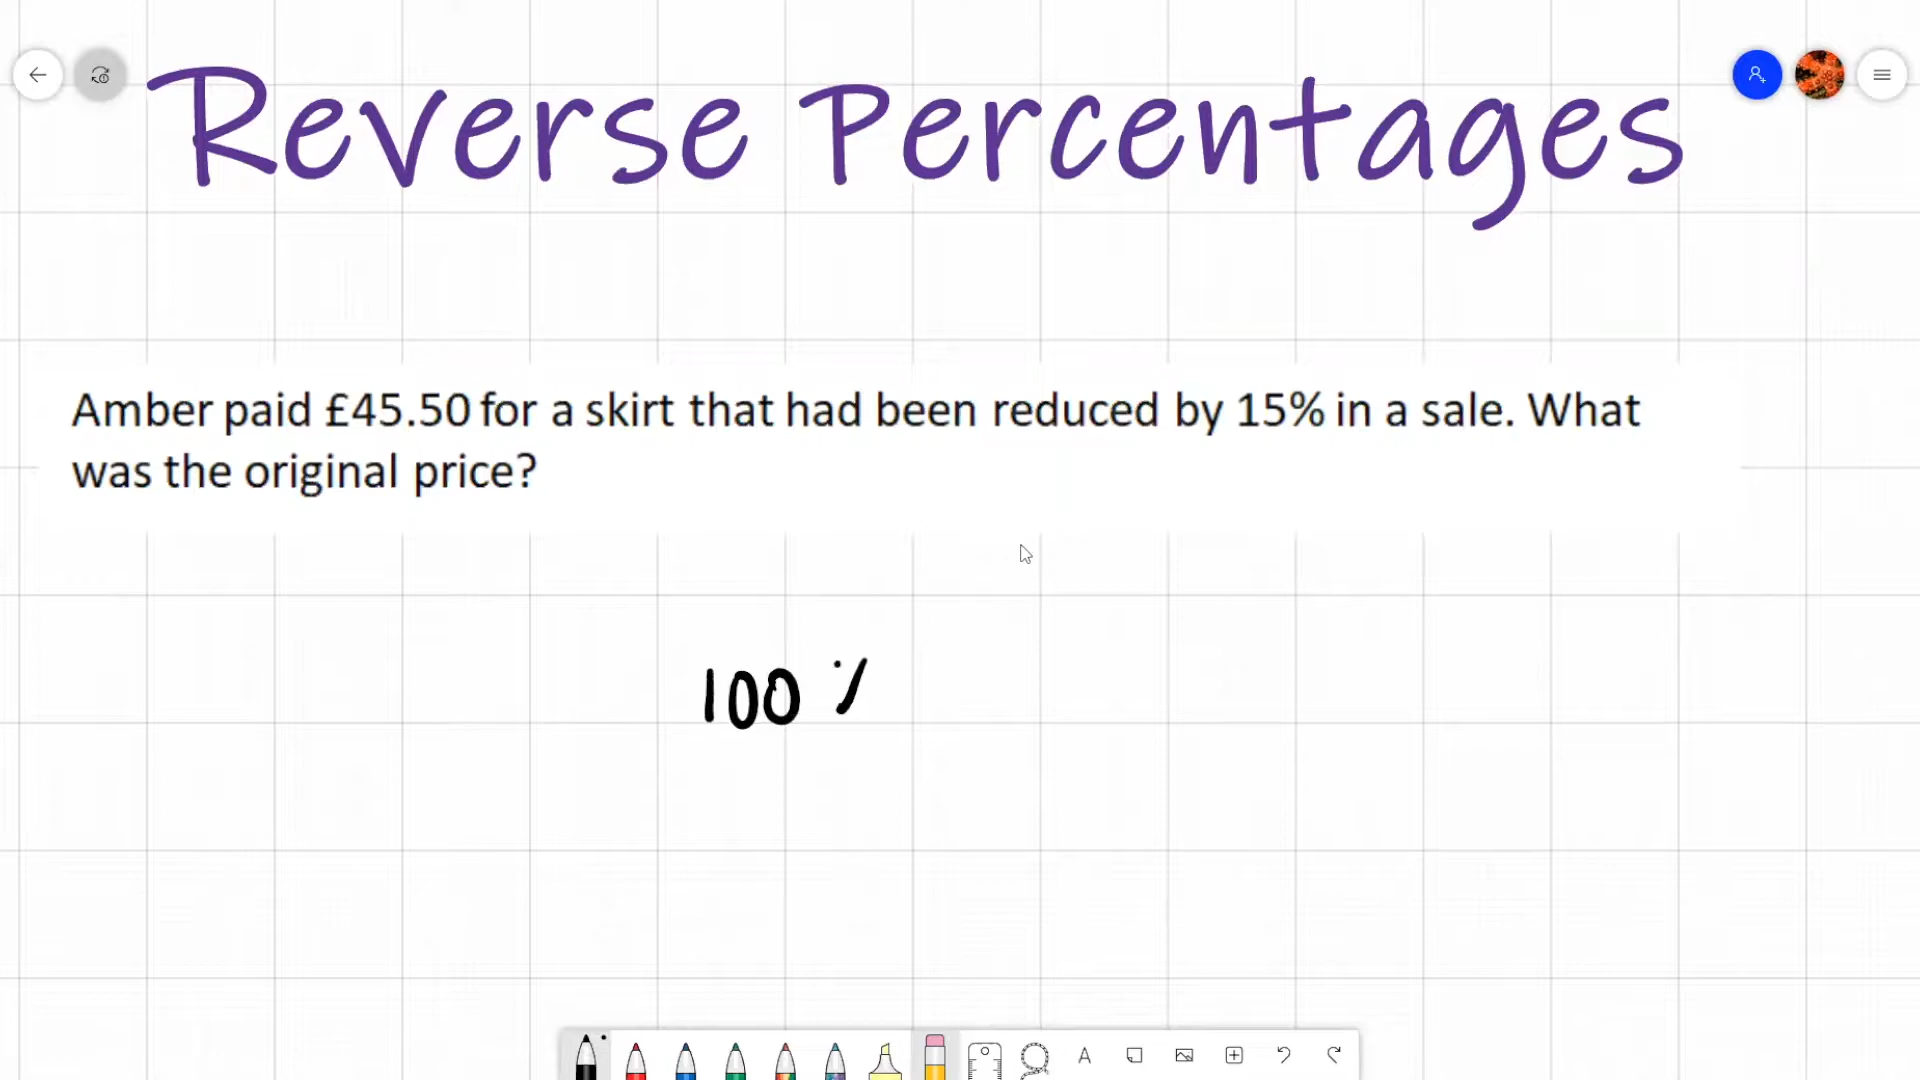 Reverse Percentages
Amber paid £45.50 for a skirt that had been reduced by 15% in a sale. What
was the original price?
100 %
A